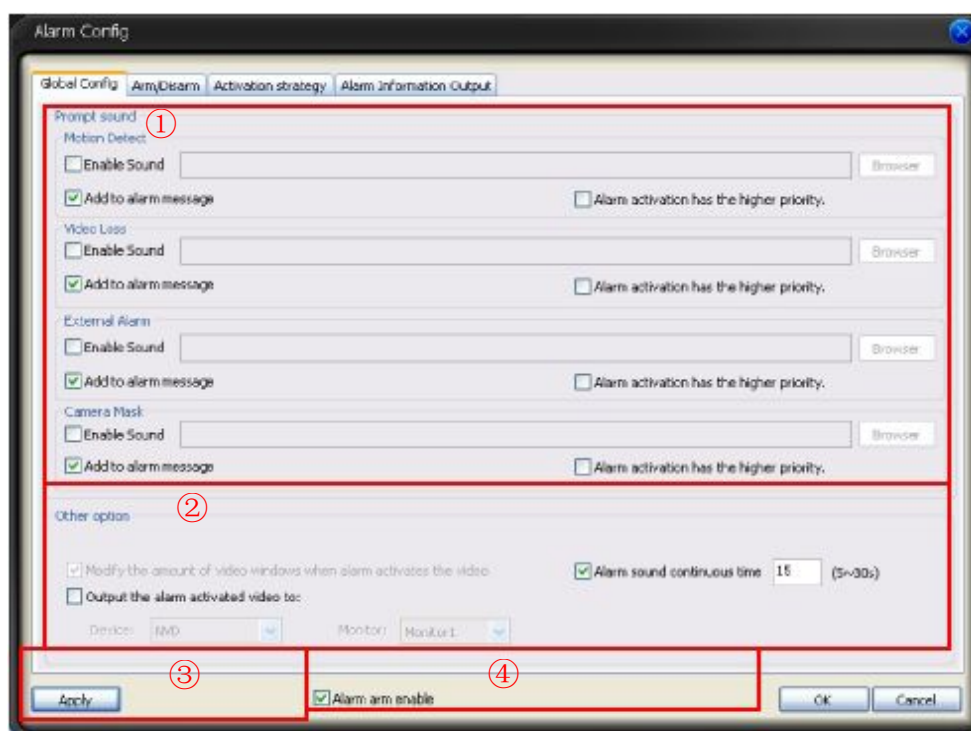 Alarm Config
Global Config Arm/Disarm Activation strategy Alarm Information Output
Prompt sound ①
Motion Detect
Enable Sound Browser
Add to alarm message Alarm activation has the higher priority.
Video Loss
Enable Sound Browser
Add to alarm message Alarm activation has the higher priority.
External Alarm
Enable Sound Browser
Add to alarm message Alarm activation has the higher priority.
Camera Mask
Enable Sound Browser
Add to alarm message Alarm activation has the higher priority.
②
Other option
Modify the amount of video windows when alarm activates the video Alarm sound continuous time 15 (5~30s)
Output the alarm activated video to:
Device: NVD Monitor: Monitor1
③ ④
Apply Alarm arm enable OK Cancel